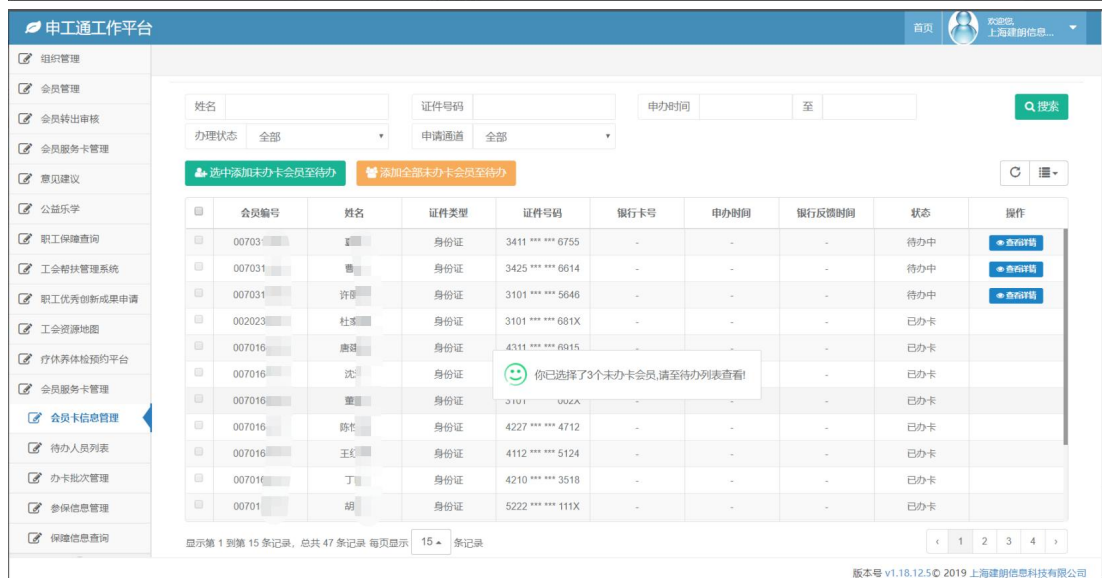 申工通工作平台
首页
欢迎您,
上海建朗信息...
组织管理
会员管理
会员转出审核
会员服务卡管理
意见建议
公益乐学
职工保障查询
工会帮扶管理系统
职工优秀创新成果申请
工会资源地图
疗休养体检预约平台
会员服务卡管理
会员卡信息管理
待办人员列表
办卡批次管理
参保信息管理
保障信息查询
姓名 证件号码 申办时间 至 搜索
办理状态 全部 申请通道 全部
选中添加未办卡会员至待办 添加全部未办卡会员至待办
会员编号 姓名 证件类型 证件号码 银行卡号 申办时间 银行反馈时间 状态 操作
00703 身份证 3411 *** *** 6755 - - - 待办中 查看详情
007031 曹 身份证 3425 *** *** 6614 - - - 待办中 查看详情
007031 许 身份证 3101 *** *** 5646 - - - 待办中 查看详情
002023 杜 身份证 3101 *** *** 681X - - - 已办卡
007016 唐 身份证 4311 *** *** 6915 - - - 已办卡
007016 沈 身份证 已办卡
你已选择了3个未办卡会员,请至待办列表查看!
007016 董 身份证 3101 002X - - - 已办卡
007016 陈 身份证 4227 *** *** 4712 - - - 已办卡
007016 王 身份证 4112 *** *** 5124 - - - 已办卡
00701 丁 身份证 4210 *** *** 3518 - - - 已办卡
00701 胡 身份证 5222 *** *** 111X - - - 已办卡
显示第 1 到第 15 条记录，总共 47 条记录 每页显示 15 条记录
‹ 1 2 3 4 ›
版本号 v1.18.12.5© 2019 上海建朗信息科技有限公司